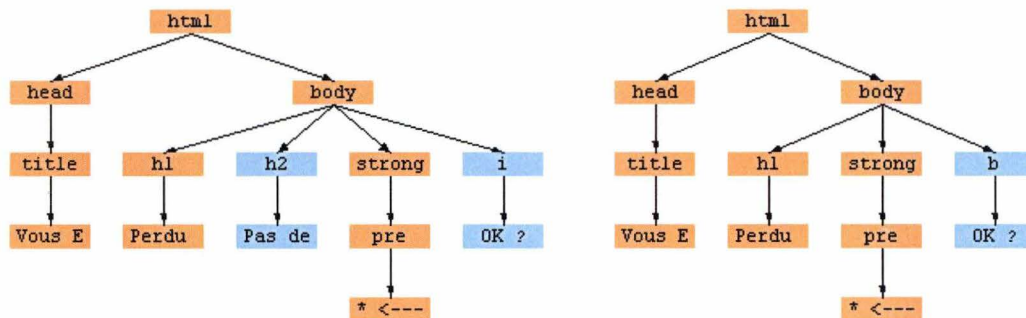 html html
head body head body
title h1 h2 strong i title h1 strong b
Vous E Perdu Pas de pre OK ? Vous E Perdu pre OK ?
* <--- * <---